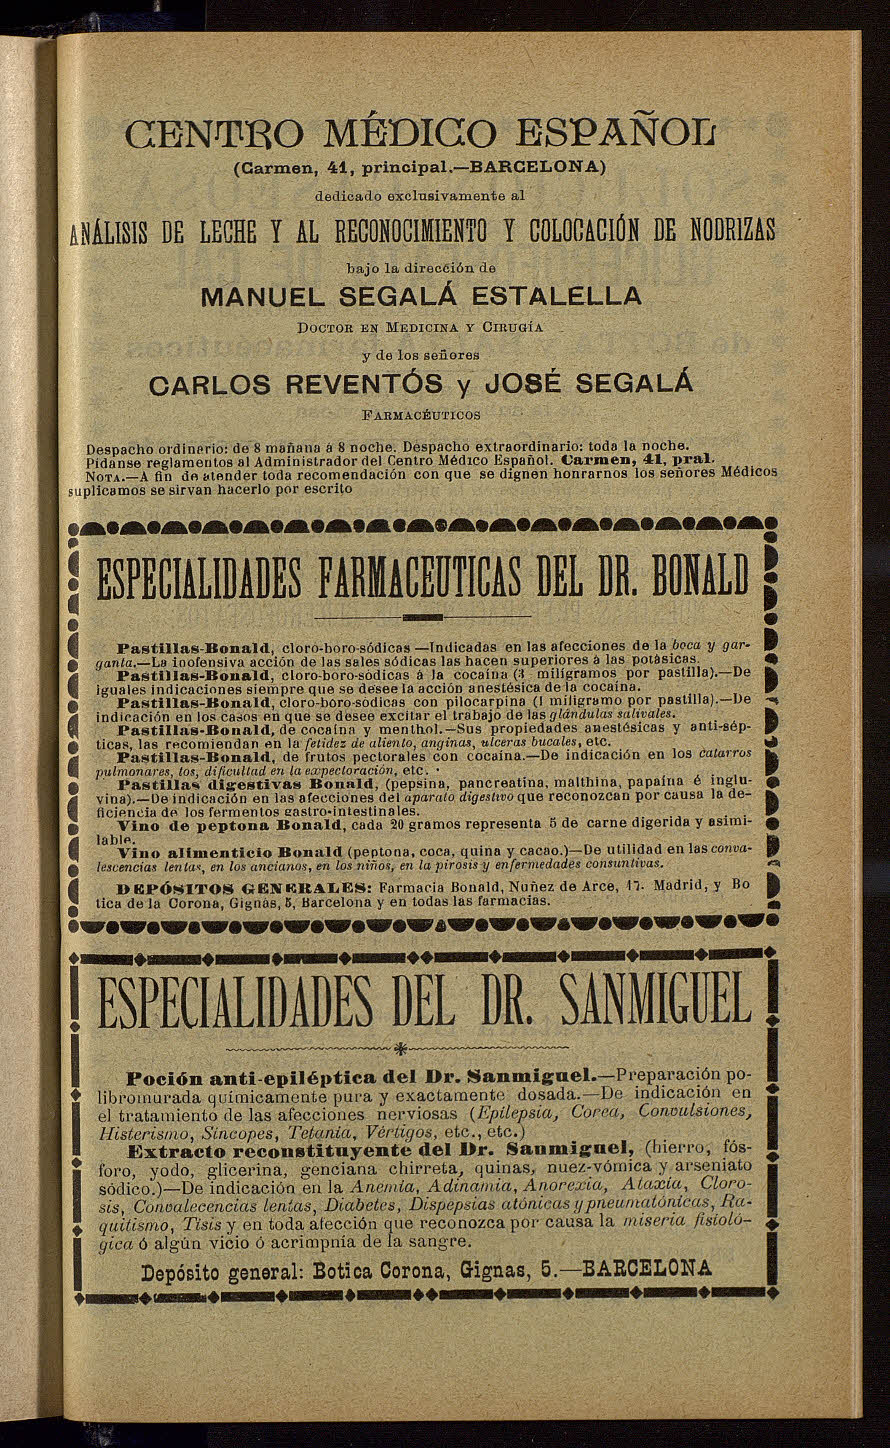 CENTRO MÉDICO ESPAÑOL
(Carmen, 41, principal.—BARCELONA)
dedicado exclusivamente al
ANÁLISIS DE LECHE Y AL RECONOCIMIENTO Y COLOCACIÓN DE NODRIZAS
bajo la dirección de
MANUEL SEGALÁ ESTALELLA
DOCTOR EN MEDICINA Y CIRUGÍA
y de los señores
CARLOS REVENTÓS y JOSÉ SEGALÁ
FARMACÉUTICOS
Despacho ordinario: de 8 mañana á 8 noche. Despacho extraordinario: toda la noche.
Pídanse reglamentos al Administrador del Centro Médico Español. Carmen, 41, pral.
NOTA.—A fin de atender toda recomendación con que se dignen honrarnos los señores Médicos
suplicamos se sirvan hacerlo por escrito
ESPECIALIDADES FARMACEUTICAS DEL DR. BONALD
Pastillas-Bonald, cloro-boro-sódicas —Indicadas en las afecciones de la boca y gar-
ganta.—La inofensiva acción de las sales sódicas las hacen superiores á las potásicas.
Pastillas-Bonald, cloro-boro-sódicas á la cocaína (3 miligramos por pastilla).—De
iguales indicaciones siempre que se desee la acción anestésica de la cocaina.
Pastillas-Bonald, cloro-boro-sódicas con pilocarpina (1 miligramo por pastilla).—De
indicación en los casos en que se desee excitar el trabajo de las glándulas salivales.
Pastillas-Bonald, de cocaína y menthol.—Sus propiedades anestésicas y anti-sép-
ticas, las recomiendan en la fetidez de aliento, anginas, ulceras bucales, etc.
Pastillas-Bonald, de frutos pectorales con cocaína.—De indicación en los catarros
pulmonares, tos, dificultad en la expectoración, etc.
Pastillas digestivas Bonald, (pepsina, pancreatina, malthina, papaína é inglu-
vina).—De indicación en las afecciones del aparato digestivo que reconozcan por causa la de-
ficiencia de los fermentos gastro-intestinales.
Vino de peptona Bonald, cada 20 gramos representa 5 de carne digerida y asimi-
lable.
Vino alimenticio Bonald (peptona, coca, quina y cacao.)—De utilidad en las conva-
lescencias lentas, en los ancianos, en los niños, en la pirosis y enfermedades consuntivas.
DEPÓSITOS GENERALES: Farmacia Bonald, Nuñez de Arce, 17. Madrid, y Bo
tica de la Corona, Gignás, 5, Barcelona y en todas las farmacias.
ESPECIALIDADES DEL DR. SANMIGUEL
Poción anti-epiléptica del Dr. Sanmiguel.—Preparación po-
libromurada químicamente pura y exactamente dosada.—De indicación en
el tratamiento de las afecciones nerviosas (Epilepsia, Corea, Convulsiones,
Histerismo, Síncopes, Tetania, Vértigos, etc., etc.)
Extracto reconstituyente del Dr. Sanmiguel, (hierro, fós-
foro, yodo, glicerina, genciana chirreta, quinas, nuez-vómica y arseniato
sódico.)—De indicación en la Anemia, Adinamia, Anorexia, Ataxia, Cloro-
sis, Convalecencias lentas, Diabetes, Dispepsias atónicas y pneumatónicas, Ra-
quitismo, Tisis y en toda afección que reconozca por causa la miseria fisioló-
gica ó algún vicio ó acrimpnia de la sangre.
Depósito general: Botica Corona, Gignas, 5.—BARCELONA